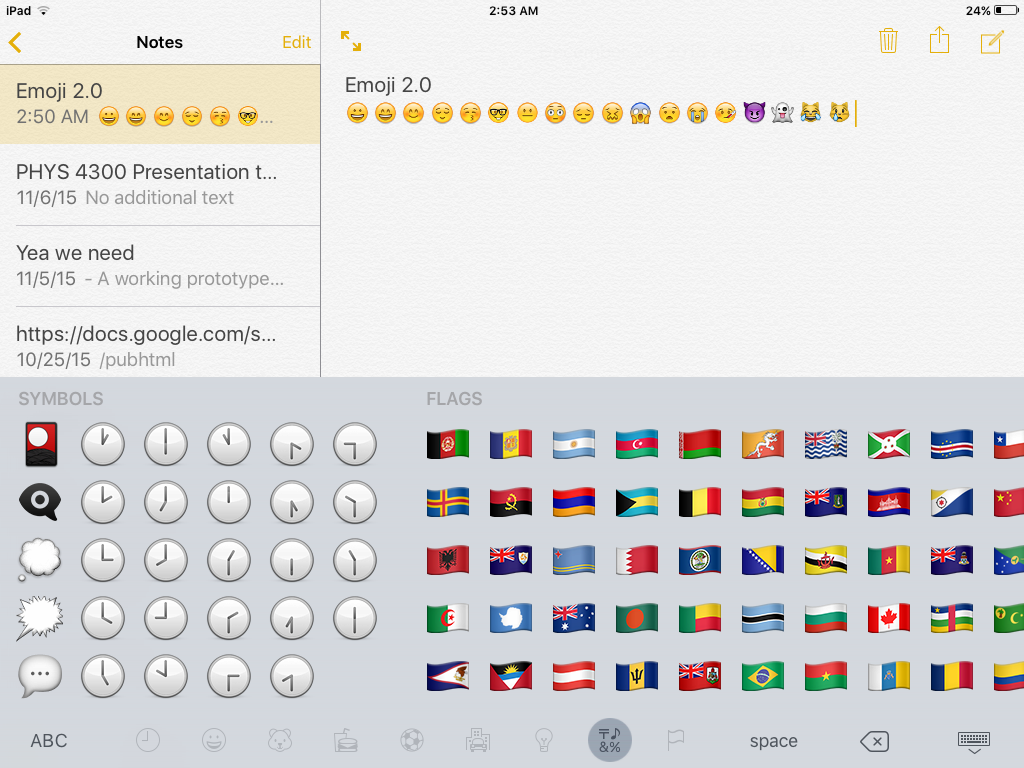 iPad 2:53 AM 24%
Notes Edit
Emoji 2.0
2:50 AM 😀😄😊😌😚🤓...
PHYS 4300 Presentation t...
11/6/15 No additional text
Yea we need
11/5/15 - A working prototype...
https://docs.google.com/s...
10/25/15 /pubhtml
Emoji 2.0
😀😄😊😌😚🤓😐😳😔😖😱😧😭🤒😈👻😹😿
SYMBOLS FLAGS
ABC &% space